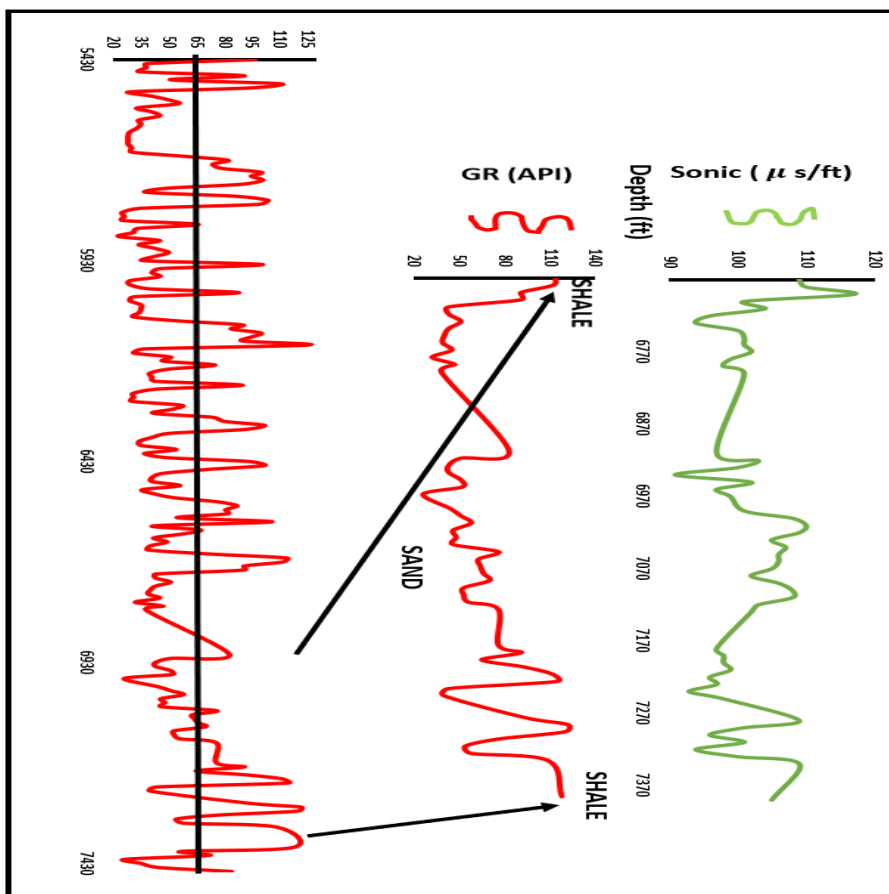 20 35 50 65 80 95 110 125
5430
5930
6430
6930
7430
GR (API)
20 50 80 110 140
SHALE
SAND
SHALE
Depth (ft)
6770
6870
6970
7070
7170
7270
7370
Sonic ( μ s/ft)
90 100 110 120